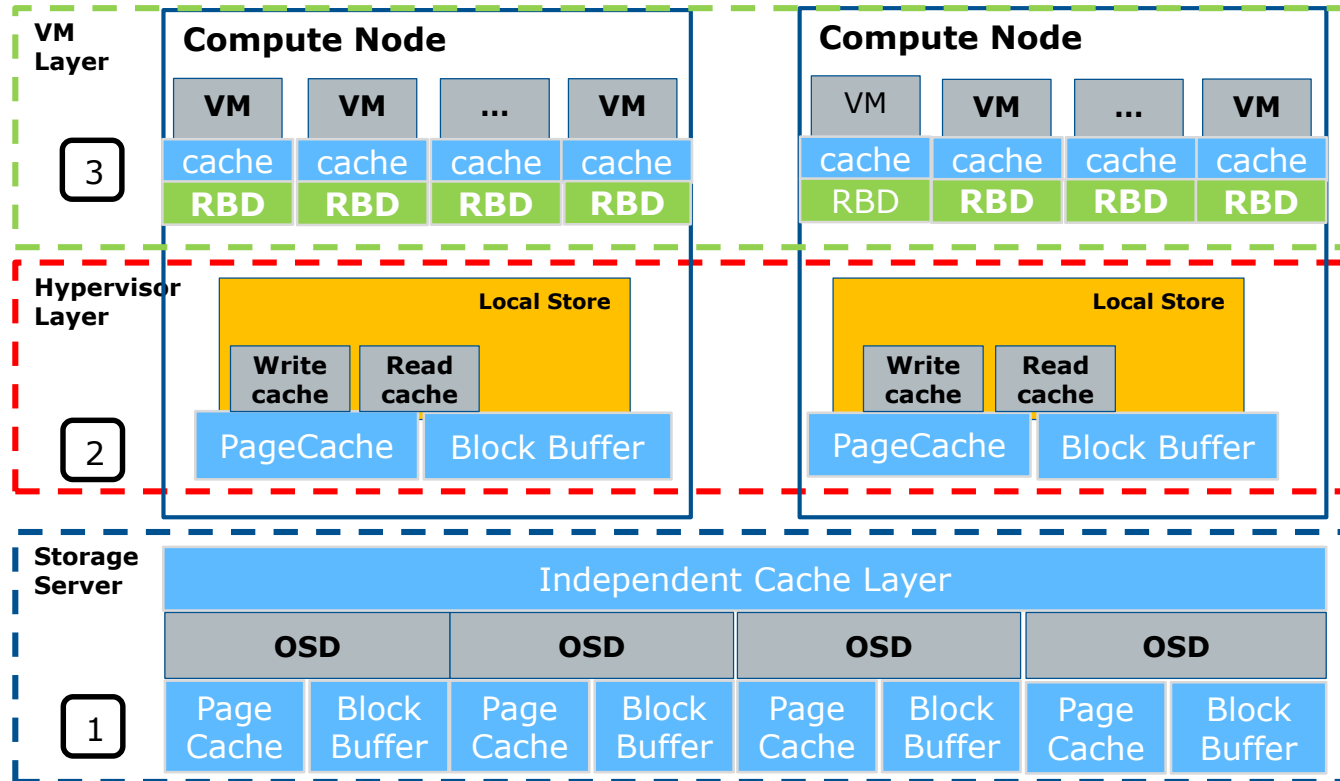 VM
Layer
Compute Node
Compute Node
VM
VM
...
VM
VM
VM
...
VM
3
cache
cache
cache
cache
cache
cache
cache
cache
RBD
RBD
RBD
RBD
RBD
RBD
RBD
RBD
Hypervisor
Layer
Local Store
Local Store
Write
cache
Read
cache
Write
cache
Read
cache
2
PageCache
Block Buffer
PageCache
Block Buffer
Storage
Server
Independent Cache Layer
OSD
OSD
OSD
OSD
1
Page
Cache
Block
Buffer
Page
Cache
Block
Buffer
Page
Cache
Block
Buffer
Page
Cache
Block
Buffer